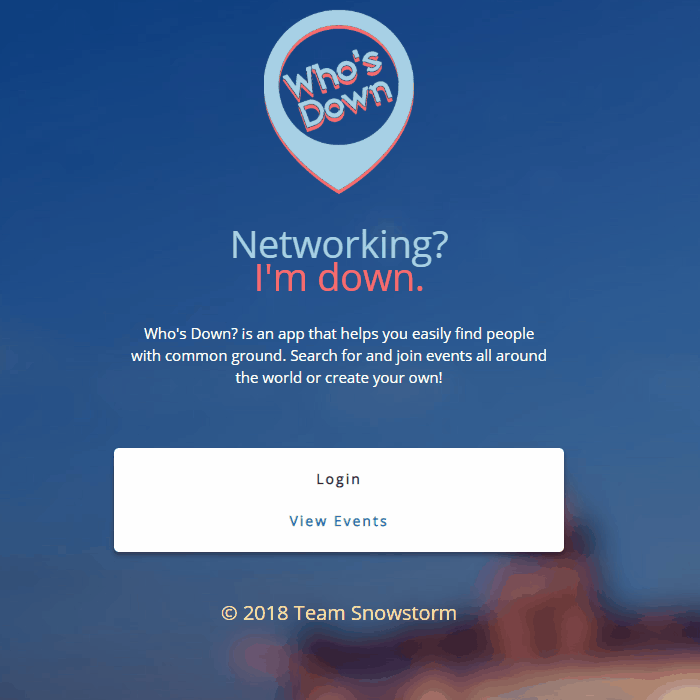 Who's
Down
Networking?
I'm down.
Who's Down? is an app that helps you easily find people
with common ground. Search for and join events all around
the world or create your own!
Login
View Events
© 2018 Team Snowstorm